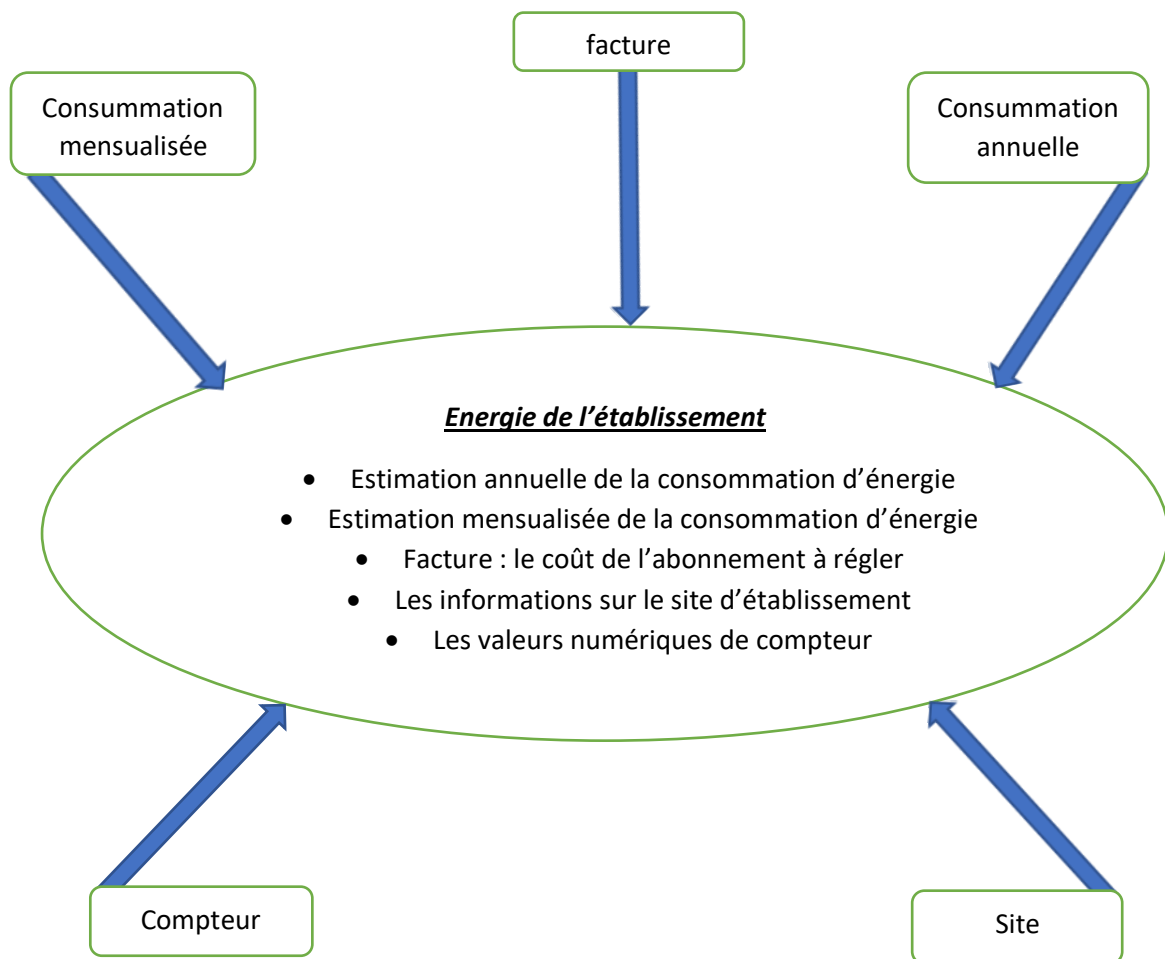 facture
Consummation
mensualisée
Consummation
annuelle
Energie de l’établissement
• Estimation annuelle de la consommation d’énergie
• Estimation mensualisée de la consommation d’énergie
• Facture : le coût de l’abonnement à régler
• Les informations sur le site d’établissement
• Les valeurs numériques de compteur
Compteur
Site